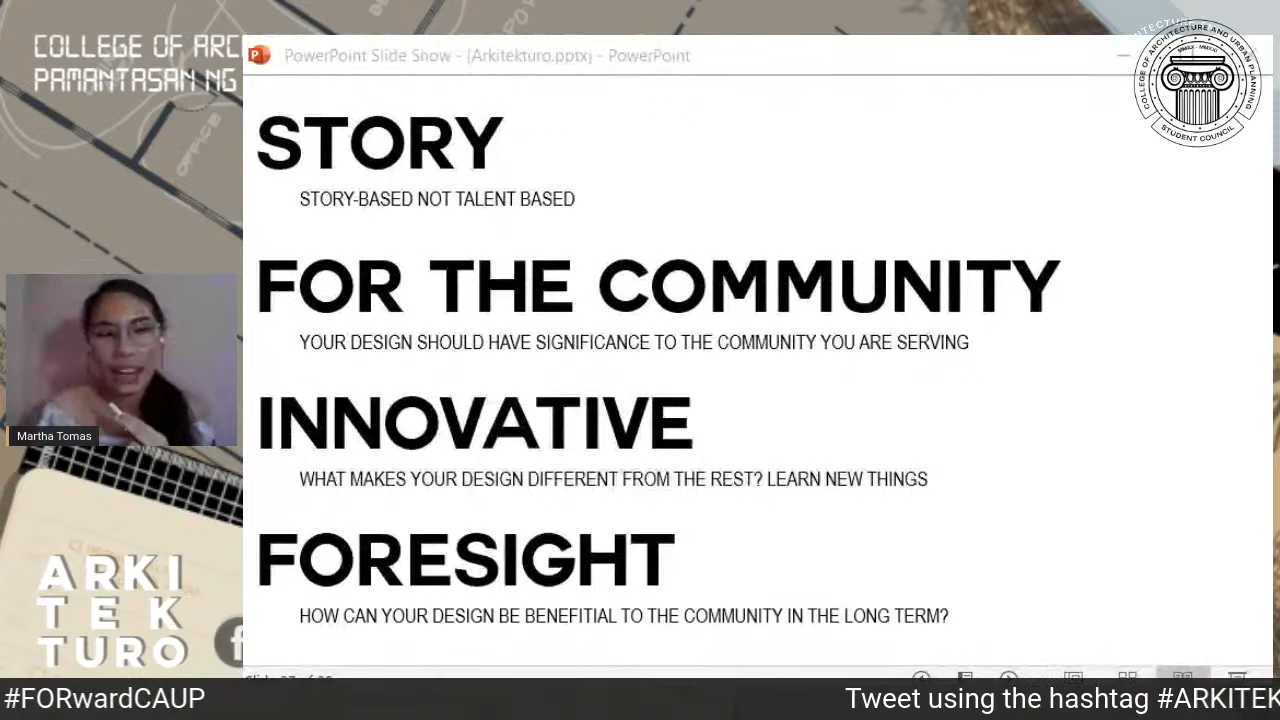 COLLEGE OF ARC
PAMANTASAN NG
PowerPoint Slide Show - [Arkitekturo.pptx] - PowerPoint
COLLEGE OF ARCHITECTURE AND URBAN PLANNING
STUDENT COUNCIL
OFFICE
STORY
STORY-BASED NOT TALENT BASED
FOR THE COMMUNITY
YOUR DESIGN SHOULD HAVE SIGNIFICANCE TO THE COMMUNITY YOU ARE SERVING
Martha Tomas
INNOVATIVE
WHAT MAKES YOUR DESIGN DIFFERENT FROM THE REST? LEARN NEW THINGS
FORESIGHT
HOW CAN YOUR DESIGN BE BENEFITIAL TO THE COMMUNITY IN THE LONG TERM?
ARKI
TEK
TURO
f
#FORwardCAUP
Tweet using the hashtag #ARKITEK